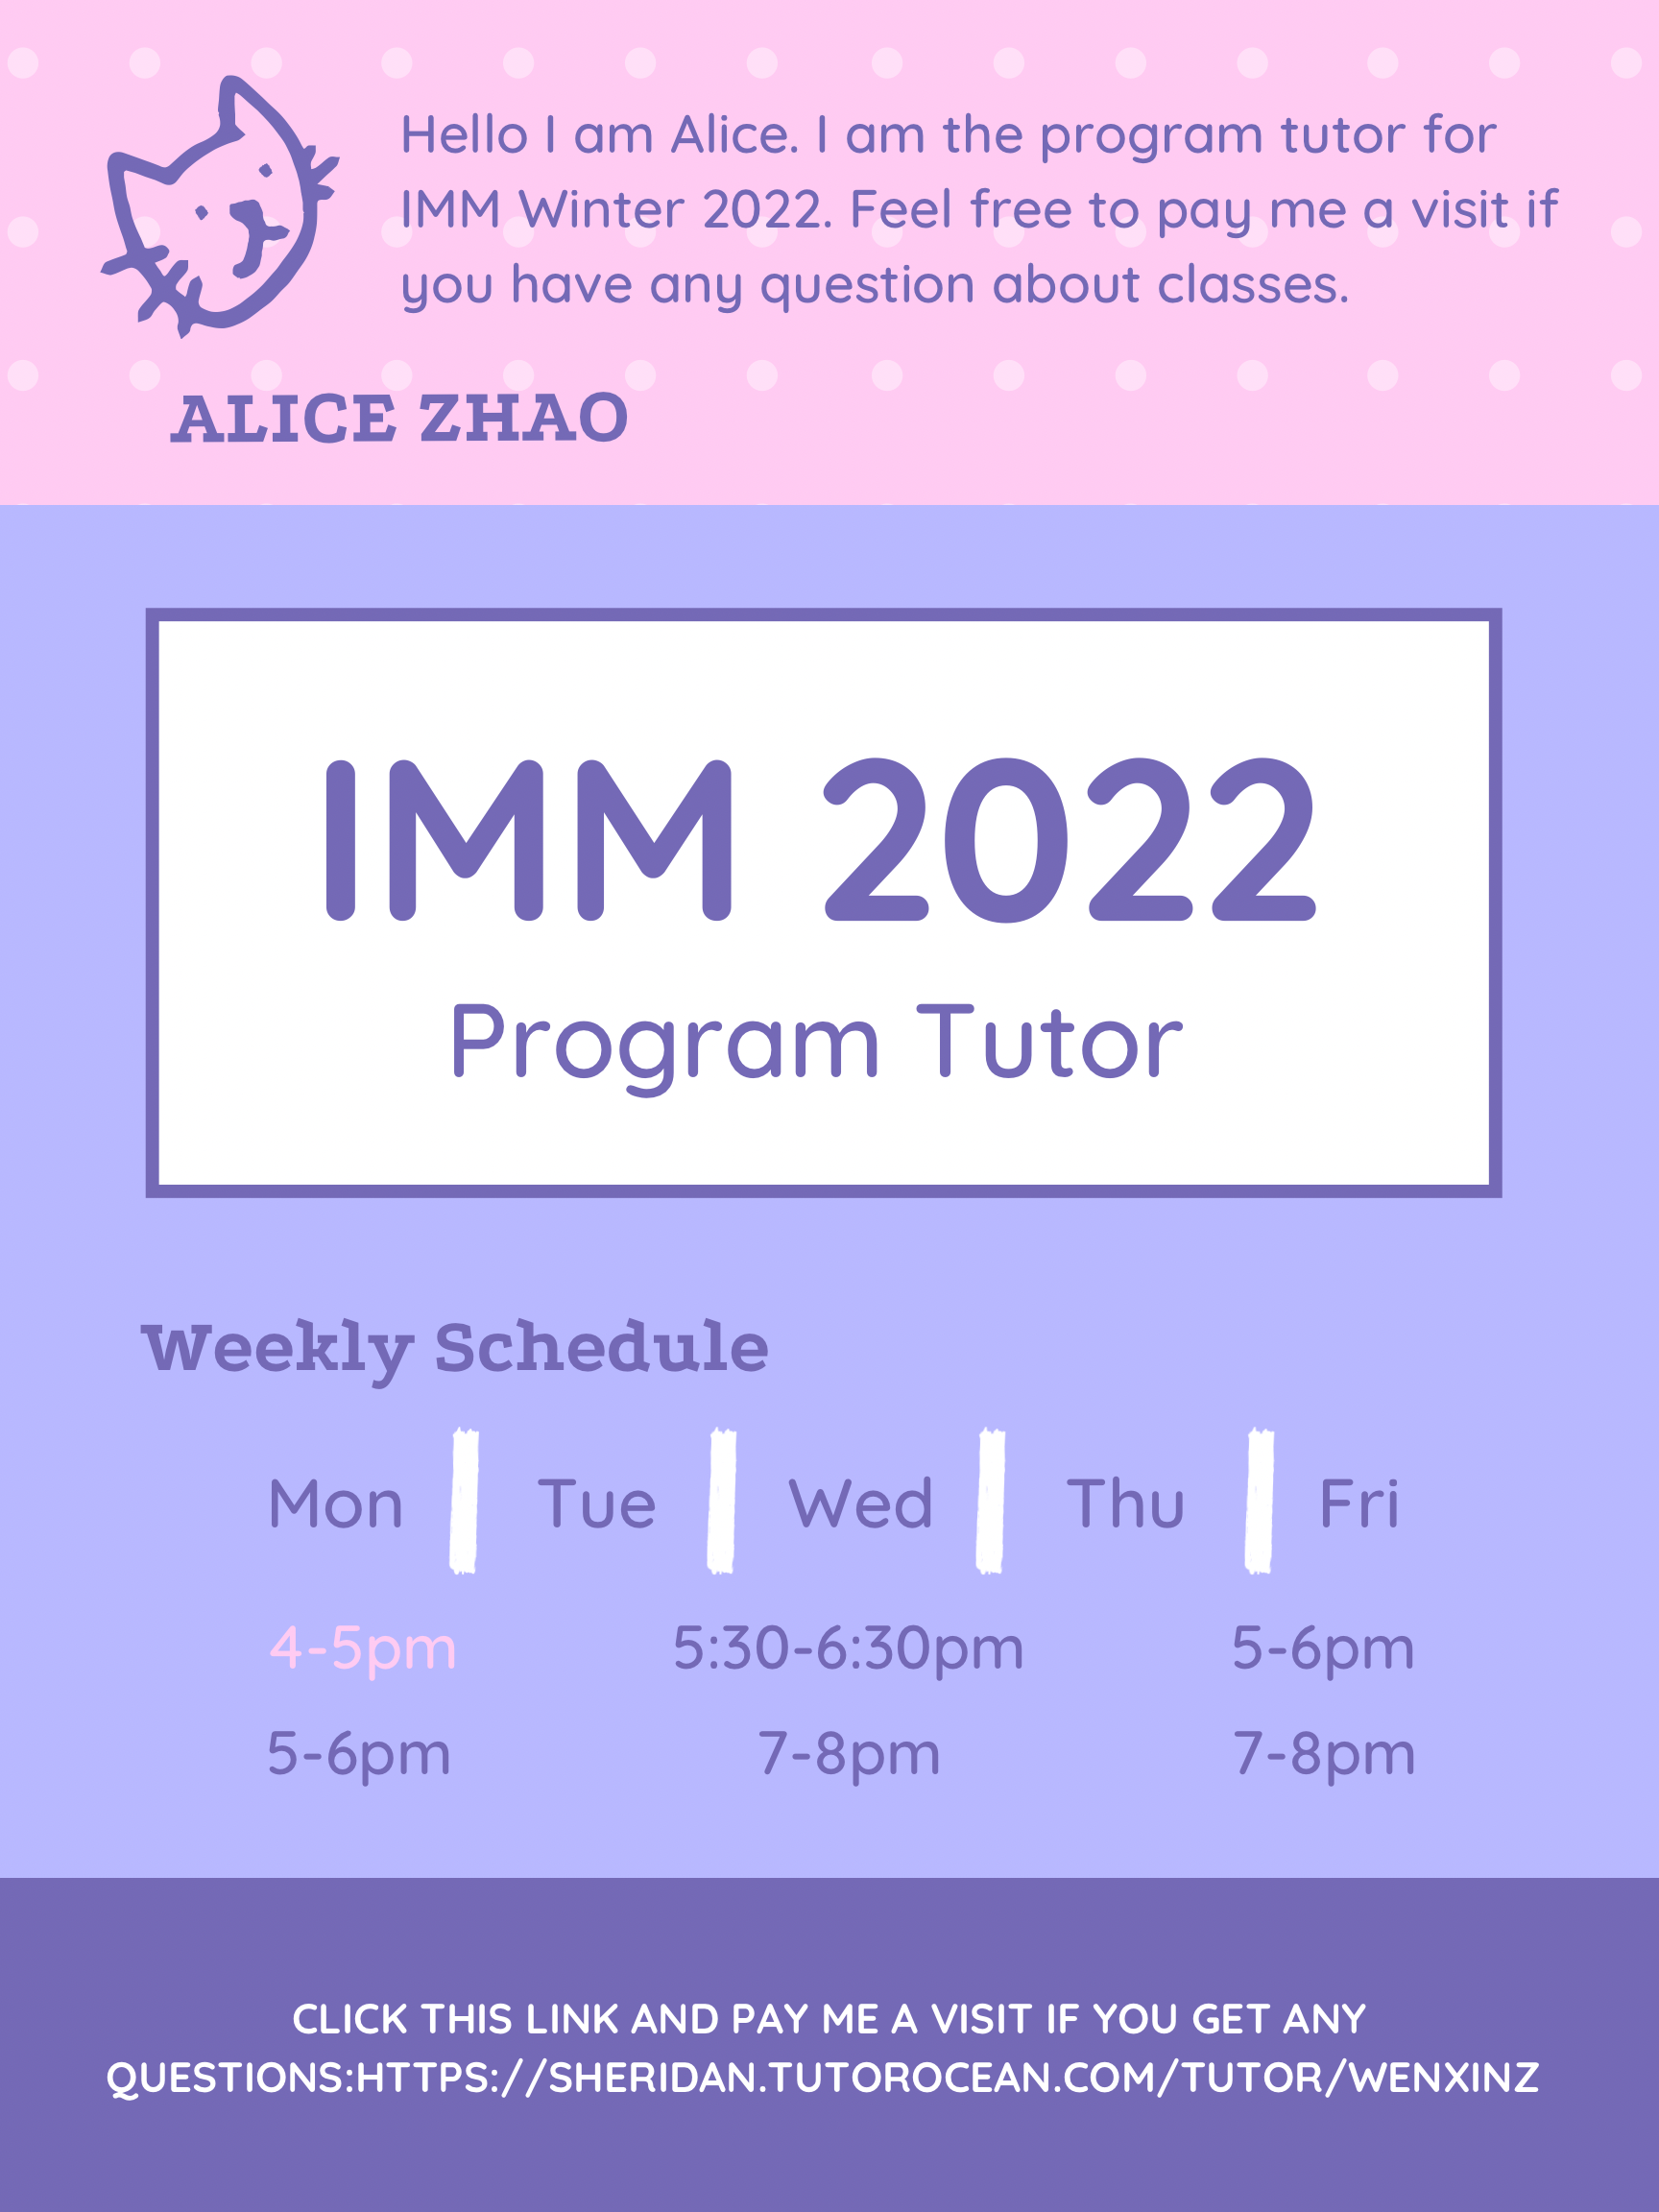 Hello I am Alice. I am the program tutor for
IMM Winter 2022. Feel free to pay me a visit if
you have any question about classes.
ALICE ZHAO
IMM 2022
Program Tutor
Weekly Schedule
Mon Tue Wed Thu Fri
4-5pm 5:30-6:30pm 5-6pm
5-6pm 7-8pm 7-8pm
CLICK THIS LINK AND PAY ME A VISIT IF YOU GET ANY
QUESTIONS:HTTPS://SHERIDAN.TUTOROCEAN.COM/TUTOR/WENXINZ